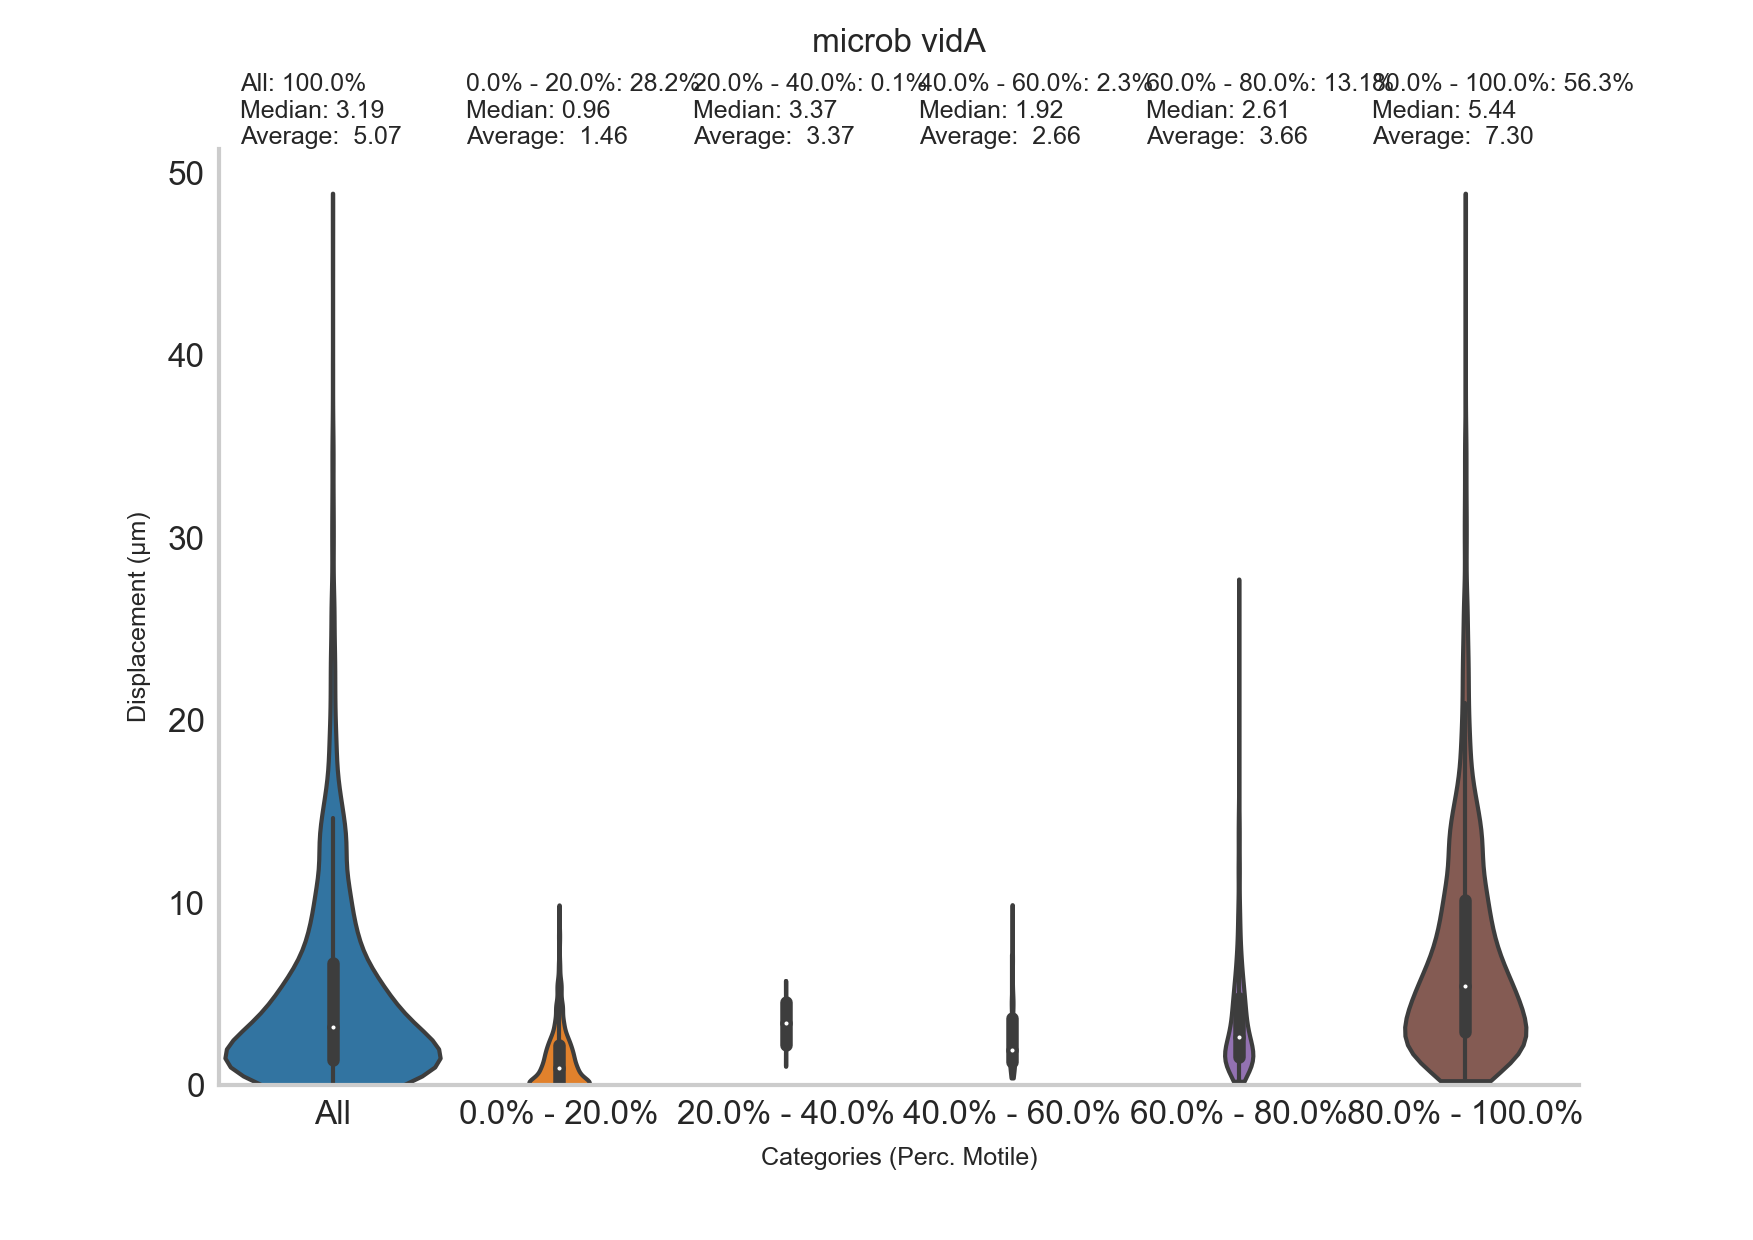 microb vidA
All: 100.0%
Median: 3.19
Average:  5.07
0.0% - 20.0%: 28.2%
Median: 0.96
Average:  1.46
20.0% - 40.0%: 0.1%
Median: 3.37
Average:  3.37
40.0% - 60.0%: 2.3%
Median: 1.92
Average:  2.66
60.0% - 80.0%: 13.1%
Median: 2.61
Average:  3.66
80.0% - 100.0%: 56.3%
Median: 5.44
Average:  7.30
50
40
30
20
10
0
Displacement (μm)
All
0.0% - 20.0%
20.0% - 40.0%
40.0% - 60.0%
60.0% - 80.0%
80.0% - 100.0%
Categories (Perc. Motile)